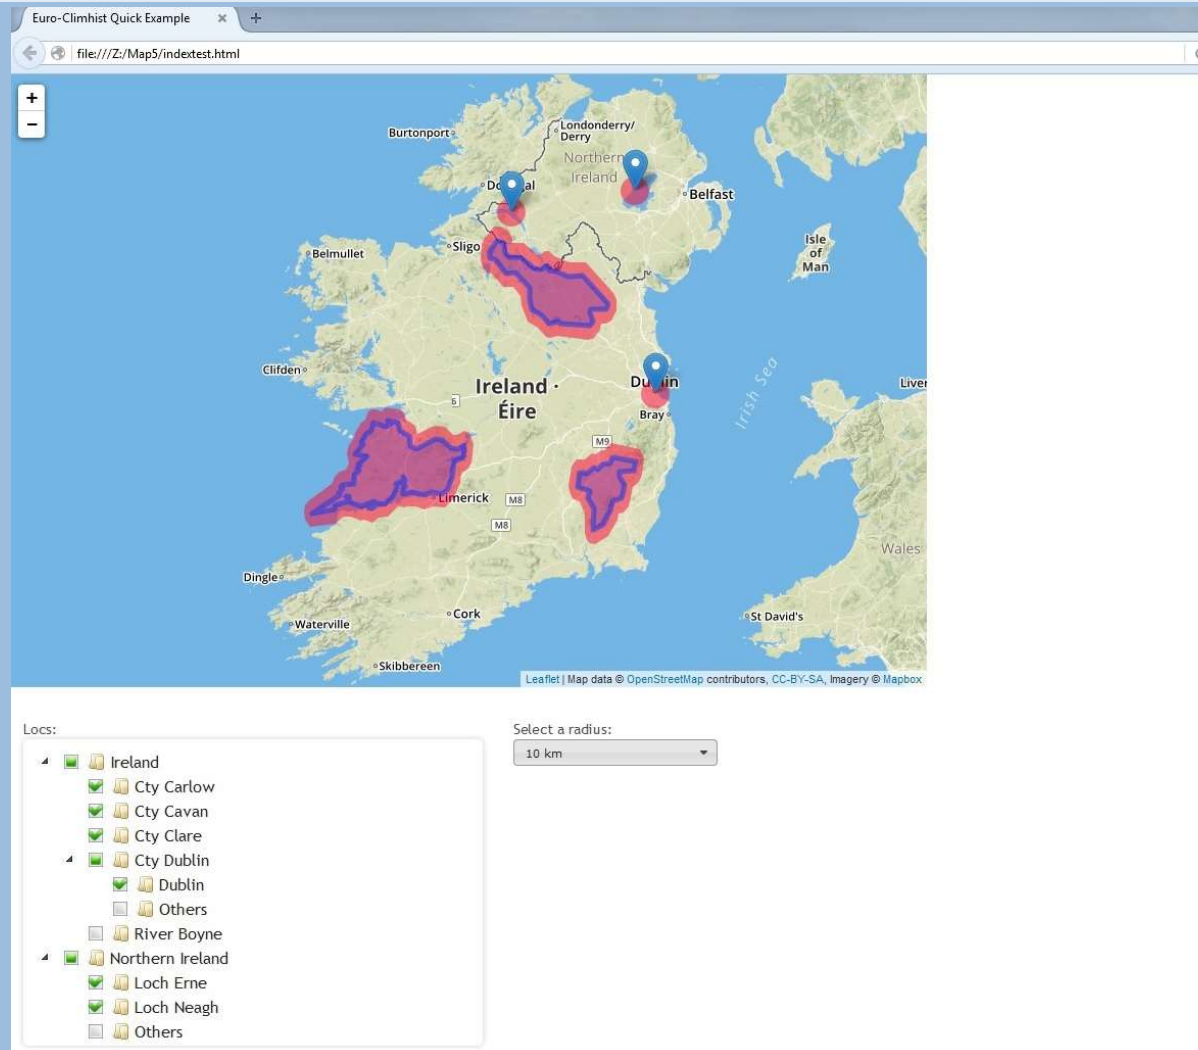 Euro-Climhist Quick Example × +
file:///Z:/Map5/indextest.html
+
−
Burtonport
Londonderry/
Derry
Northern
Ireland
Belfast
Sligo
Belmullet
Isle
of
Man
Clifden
Ireland ·
Éire
6
Bray
Irish Sea
M9
Limerick
M8
M8
Wales
Dingle
Cork
Waterville
St David's
Skibbereen
Leaflet | Map data © OpenStreetMap contributors, CC-BY-SA, Imagery © Mapbox
Locs:
Select a radius:
10 km
Ireland
Cty Carlow
Cty Cavan
Cty Clare
Cty Dublin
Dublin
Others
River Boyne
Northern Ireland
Loch Erne
Loch Neagh
Others